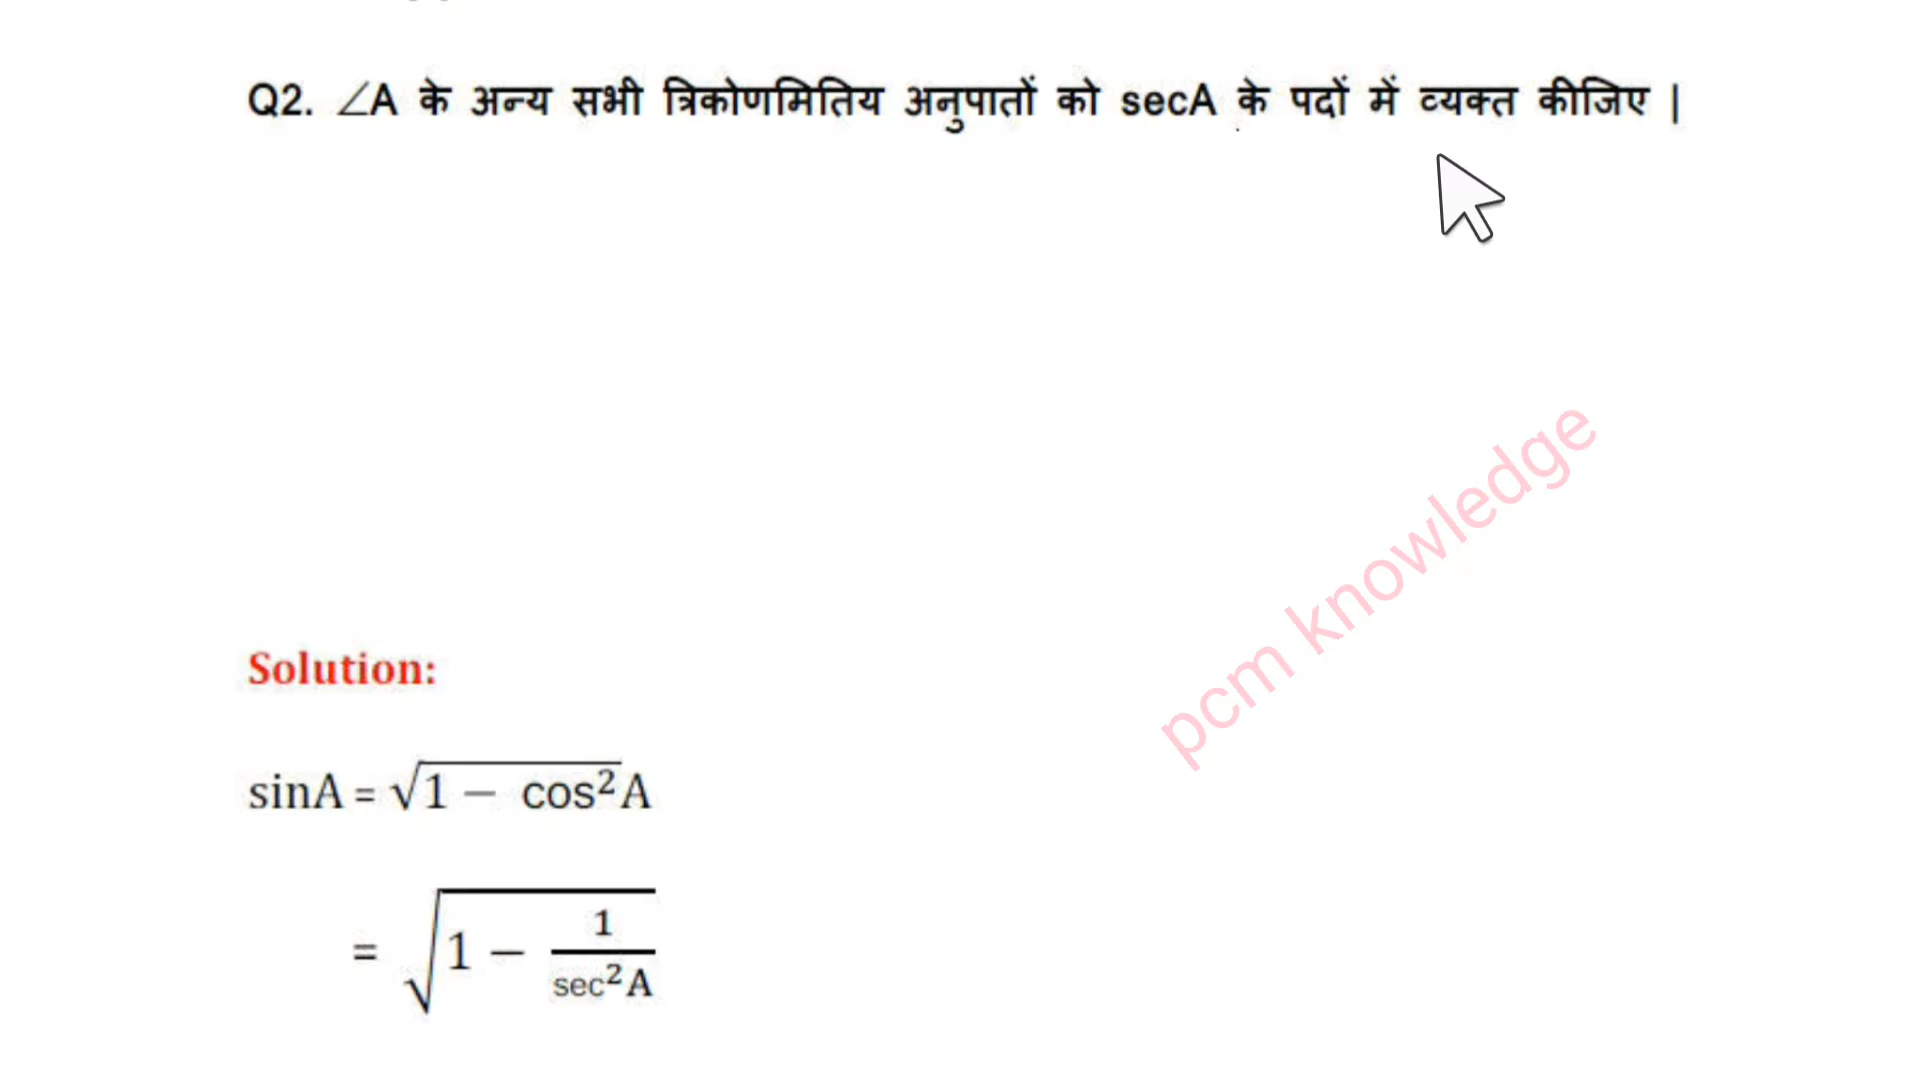 Q2. ∠A के अन्य सभी त्रिकोणमितिय अनुपातों को secA के पदों में व्यक्त कीजिए |
pcm knowledge
Solution:
sinA = √1 − cos²A
= √1 − 1/sec²A